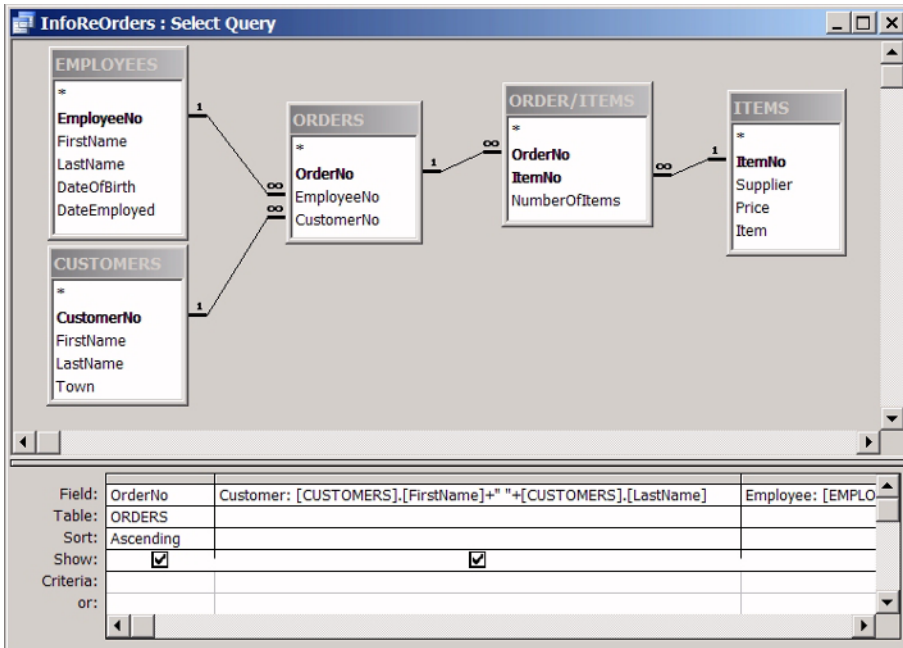 InfoReOrders : Select Query
EMPLOYEES
*
EmployeeNo
FirstName
LastName
DateOfBirth
DateEmployed
1
∞
CUSTOMERS
*
CustomerNo
FirstName
LastName
Town
1
∞
ORDERS
*
OrderNo
EmployeeNo
CustomerNo
1
∞
ORDER/ITEMS
*
OrderNo
ItemNo
NumberOfItems
∞
1
ITEMS
*
ItemNo
Supplier
Price
Item
Field: OrderNo Customer: [CUSTOMERS].[FirstName]+" "+[CUSTOMERS].[LastName] Employee: [EMPLO
Table: ORDERS
Sort: Ascending
Show:
Criteria:
or: